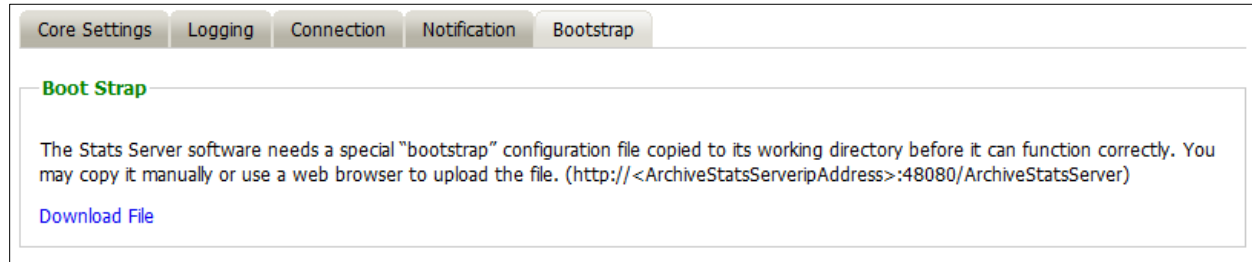 Core Settings Logging Connection Notification Bootstrap
Boot Strap
The Stats Server software needs a special “bootstrap” configuration file copied to its working directory before it can function correctly. You
may copy it manually or use a web browser to upload the file. (http://<ArchiveStatsServeripAddress>:48080/ArchiveStatsServer)
Download File